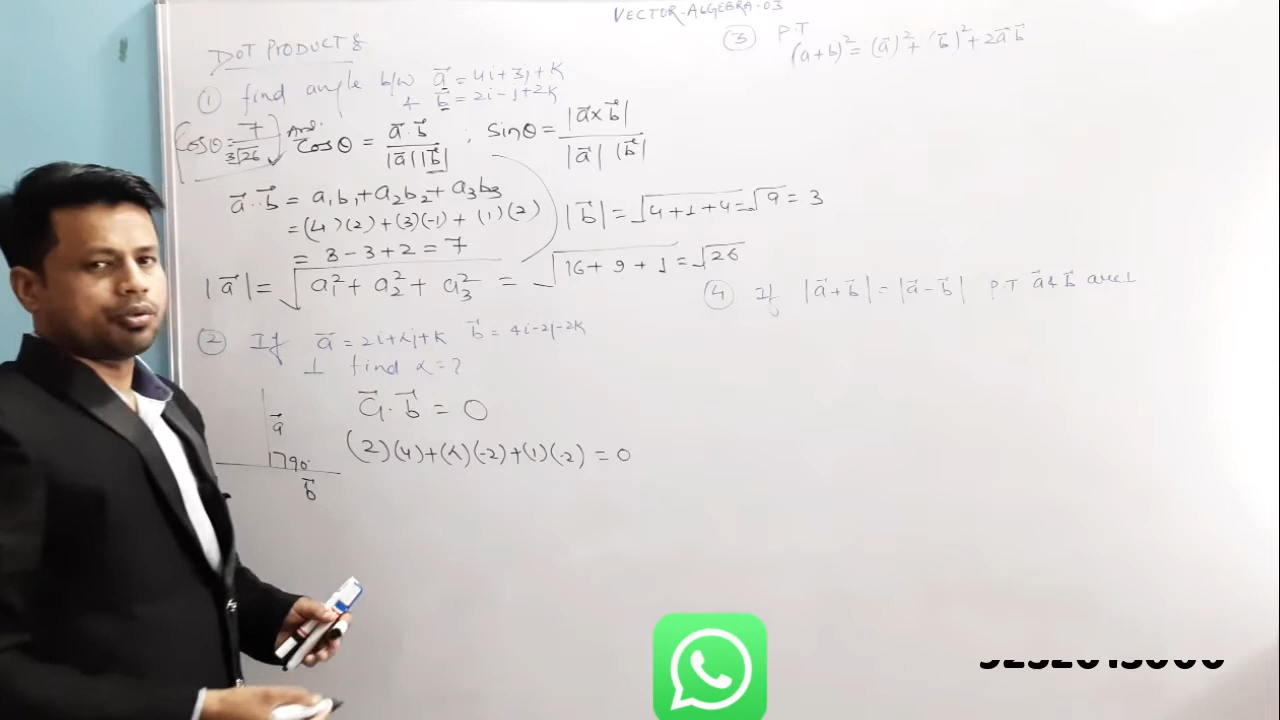 VECTOR-ALGEBRA-03
DOT PRODUCT
① find angle b/w a⃗ = 4i+3j+k
& b⃗ = 2i-j+2k
Cosθ = 7/3√26
Ans. Cosθ = a⃗.b⃗/|a⃗||b⃗| ; Sinθ = |a⃗×b⃗|/|a⃗| |b⃗|
a⃗.b⃗ = a₁b₁+a₂b₂+a₃b₃
= (4)(2)+(3)(-1)+(1)(2)
= 8-3+2 = 7
|a⃗| = √a₁²+a₂²+a₃² = √16+9+1 = √26
|b⃗| = √4+1+4 = √9 = 3
② If a⃗ = 2i+αj+k b⃗ = 4i-2j-2k
⊥ find α=?
a⃗
90°
b⃗
a⃗.b⃗ = 0
(2)(4)+(α)(-2)+(1)(-2) = 0
③ P.T
(a+b)² = (a⃗)²+(b⃗)²+2a⃗ b⃗
④ If |a⃗+b⃗| = |a⃗-b⃗| P.T a⃗ & b⃗ are ⊥